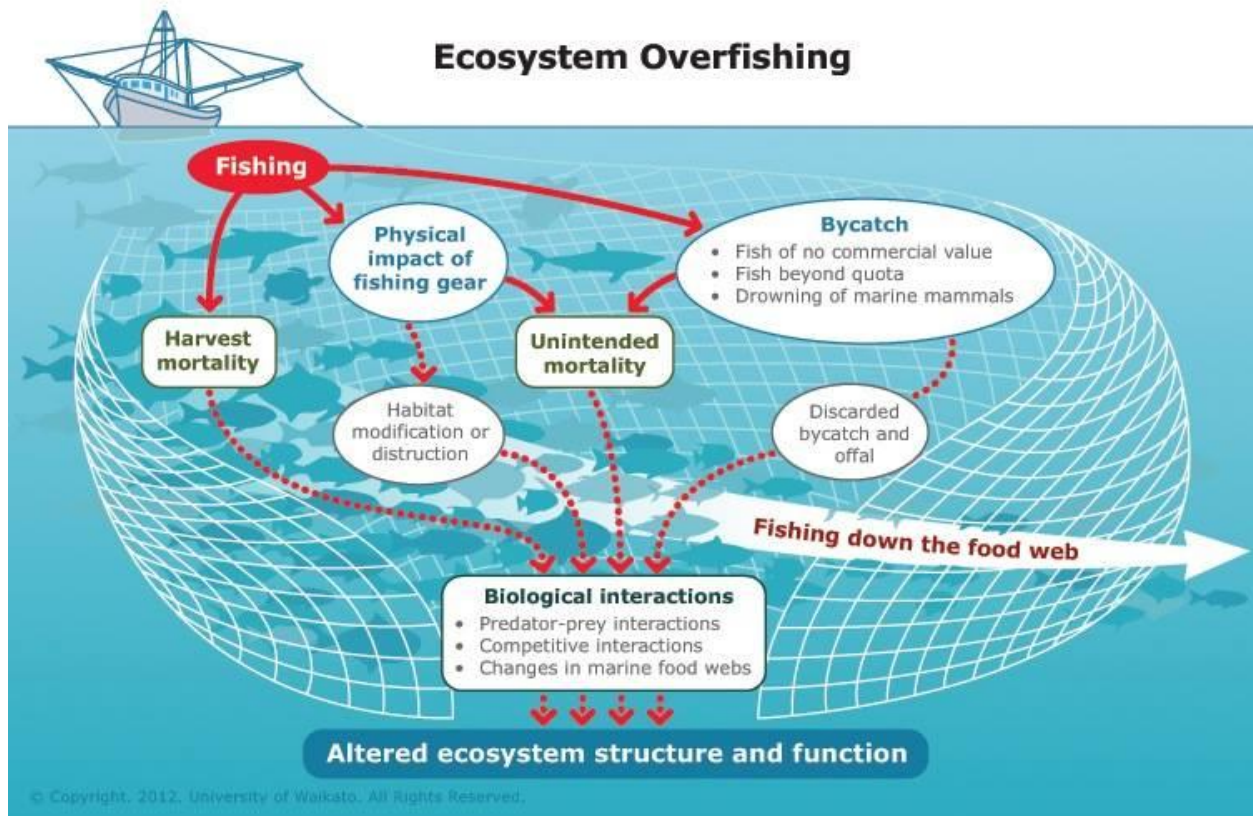 Ecosystem Overfishing
Fishing
Physical
impact of
fishing gear
Bycatch
• Fish of no commercial value
• Fish beyond quota
• Drowning of marine mammals
Harvest
mortality
Unintended
mortality
Habitat
modification or
distruction
Discarded
bycatch and
offal
Fishing down the food web
Biological interactions
• Predator-prey interactions
• Competitive interactions
• Changes in marine food webs
Altered ecosystem structure and function
© Copyright. 2012. University of Waikato. All Rights Reserved.